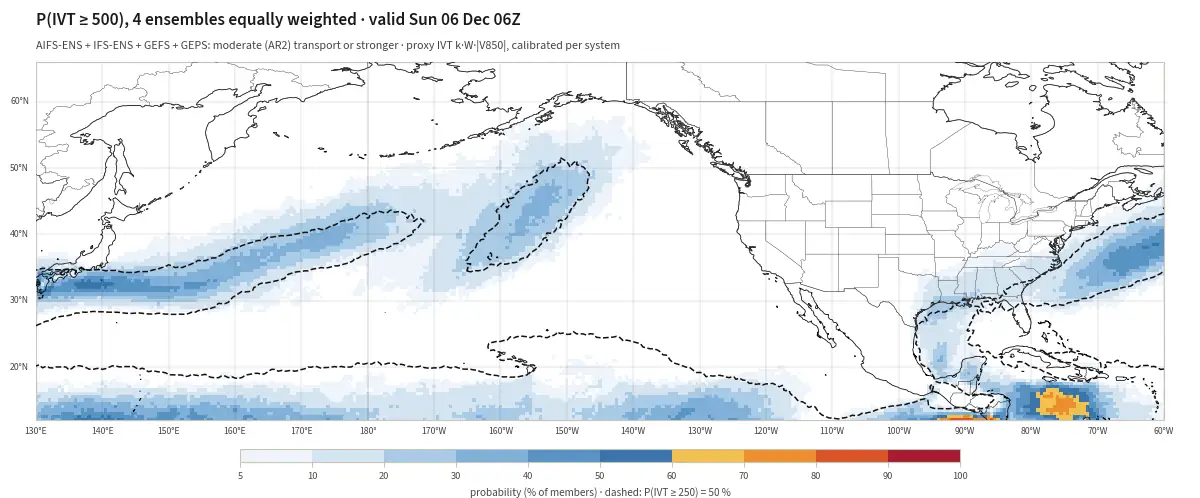 P(IVT ≥ 500), 4 ensembles equally weighted · valid Sun 06 Dec 06Z
AIFS-ENS + IFS-ENS + GEFS + GEPS: moderate (AR2) transport or stronger · proxy IVT k·W·|V850|, calibrated per system
60°N
50°N
40°N
30°N
20°N
130°E 140°E 150°E 160°E 170°E 180° 170°W 160°W 150°W 140°W 130°W 120°W 110°W 100°W 90°W 80°W 70°W 60°W
5 10 20 30 40 50 60 70 80 90 100
probability (% of members) · dashed: P(IVT ≥ 250) = 50 %